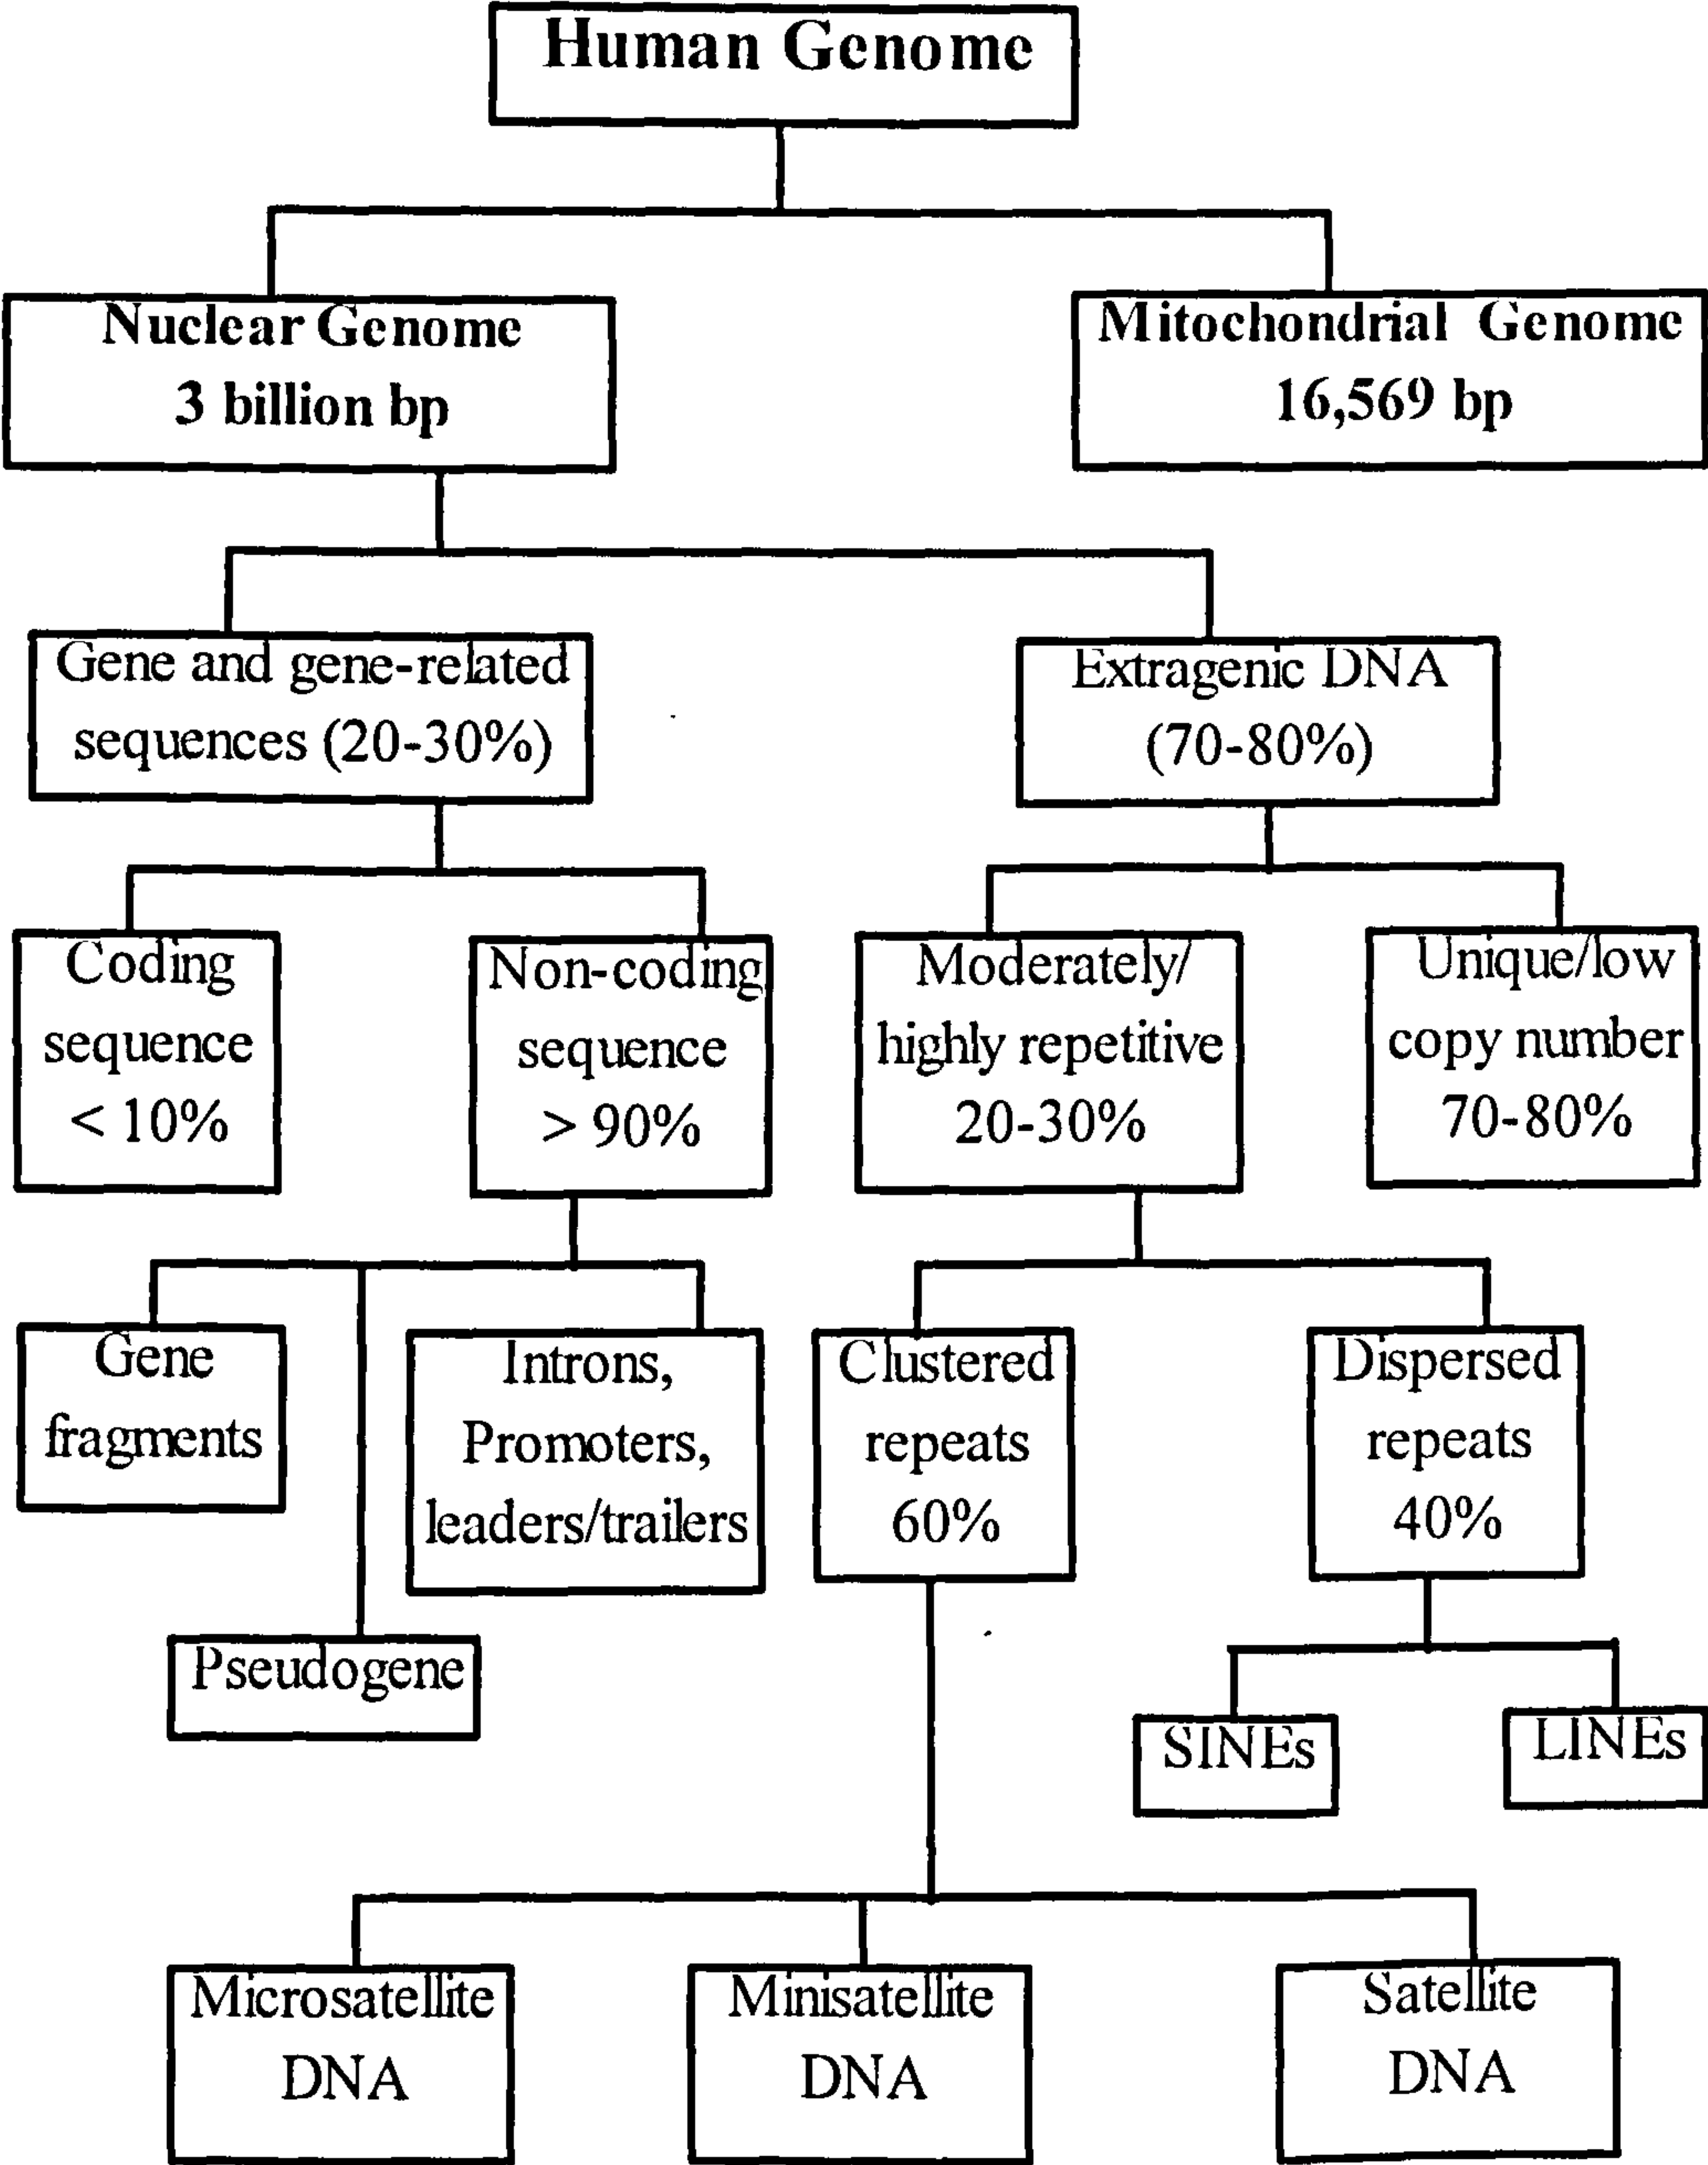 Human Genome
Nuclear Genome
3 billion bp
Mitochondrial Genome
16,569 bp
Gene and gene-related
sequences (20-30%)
Extragenic DNA
(70-80%)
Coding
sequence
< 10%
Non-coding
sequence
> 90%
Moderately/
highly repetitive
20-30%
Unique/low
copy number
70-80%
Gene
fragments
Introns,
Promoters,
leaders/trailers
Clustered
repeats
60%
Dispersed
repeats
40%
Pseudogene
SINEs
LINEs
Microsatellite
DNA
Minisatellite
DNA
Satellite
DNA